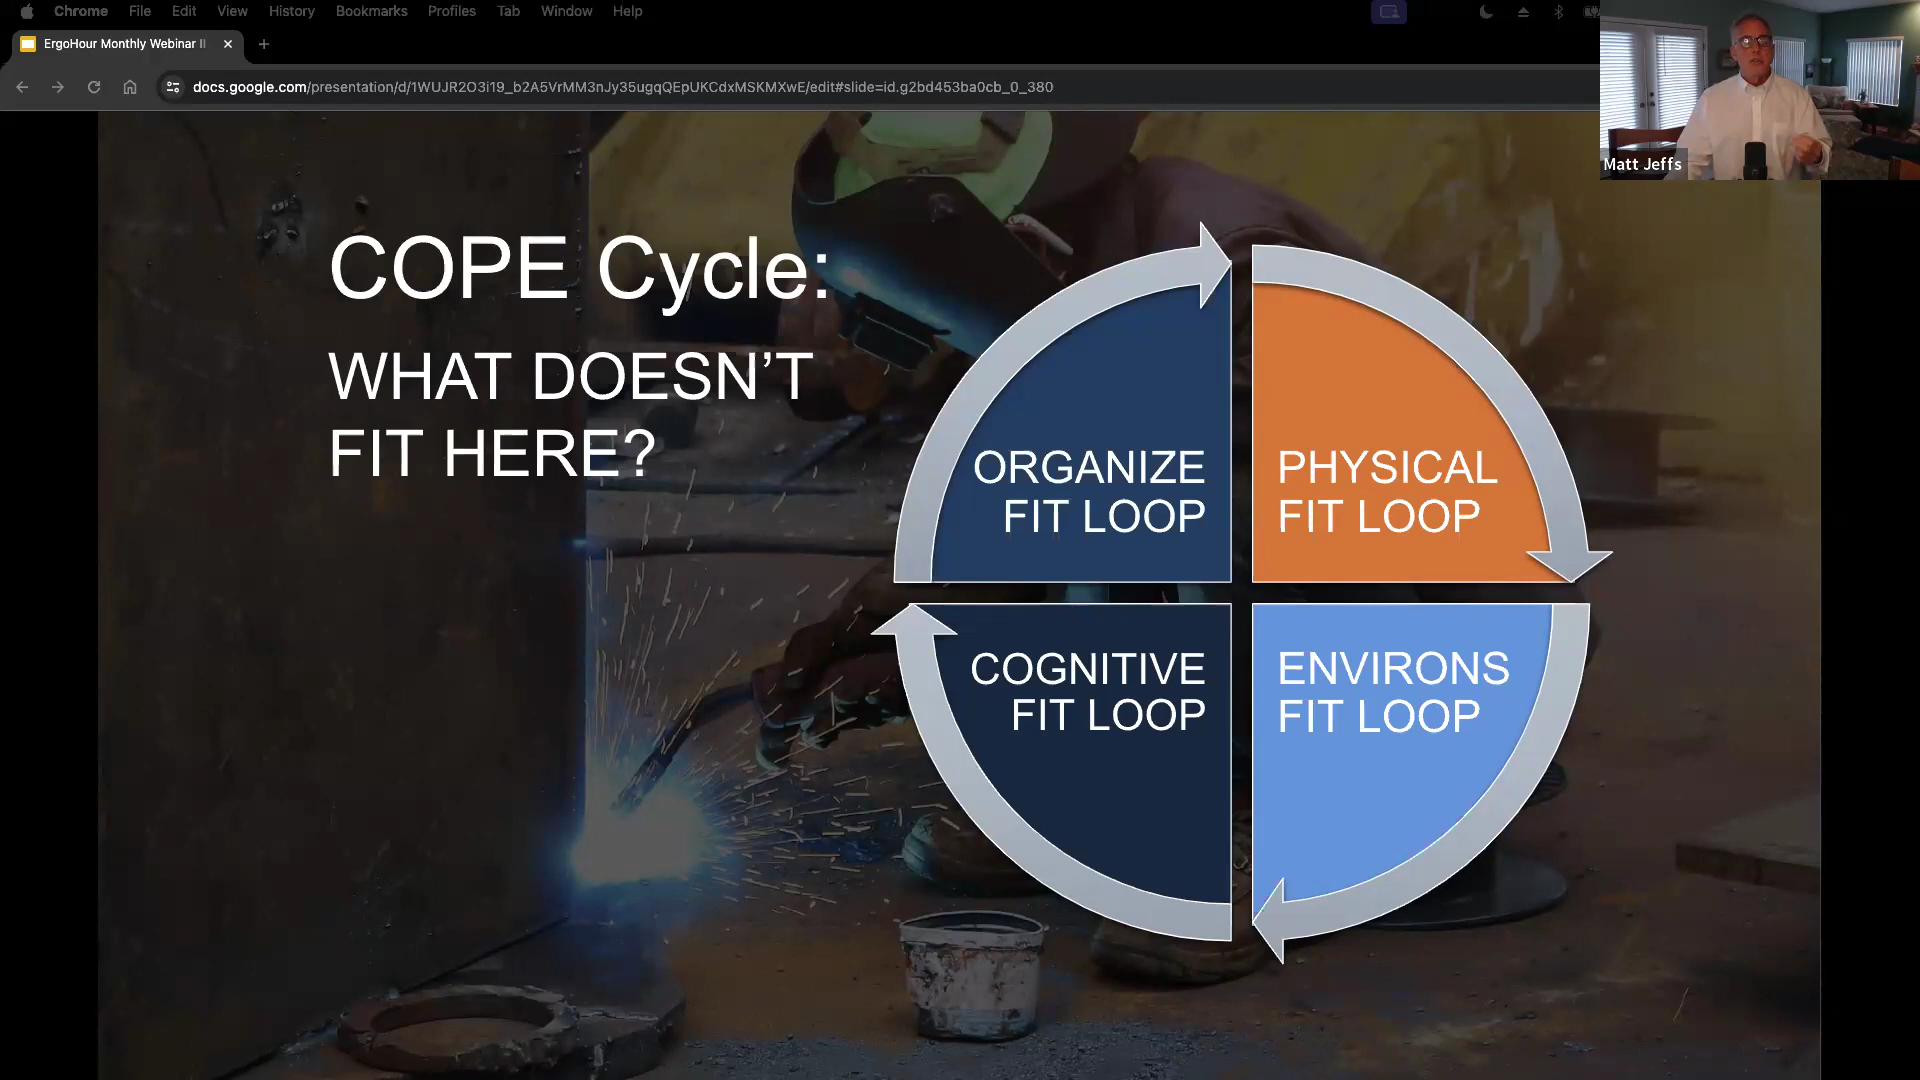 Chrome File Edit View History Bookmarks Profiles Tab Window Help
ErgoHour Monthly Webinar
docs.google.com/presentation/d/1WUJR2O3i19_b2A5VrMM3nJy35ugqQEpUKCdxMSKMXwE/edit#slide=id.g2bd453ba0cb_0_380
Matt Jeffs
COPE Cycle:
WHAT DOESN’T
FIT HERE?
ORGANIZE
FIT LOOP
PHYSICAL
FIT LOOP
COGNITIVE
FIT LOOP
ENVIRONS
FIT LOOP